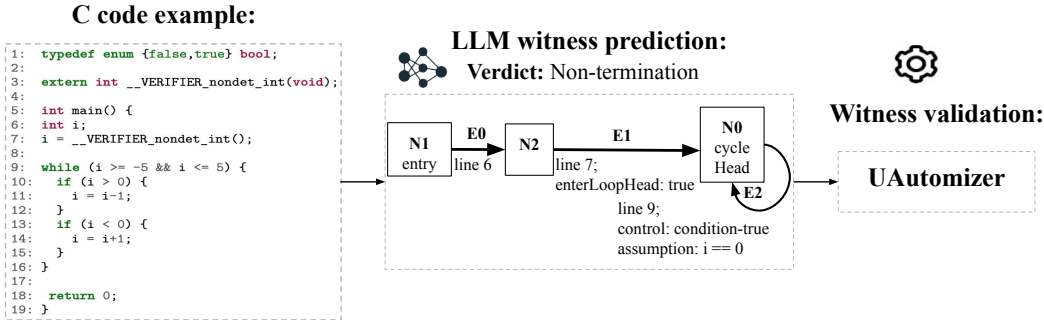 C code example:
1: typedef enum {false,true} bool;
2:
3: extern int __VERIFIER_nondet_int(void);
4:
5: int main() {
6: int i;
7: i = __VERIFIER_nondet_int();
8:
9: while (i >= -5 && i <= 5) {
10: if (i > 0) {
11: i = i-1;
12: }
13: if (i < 0) {
14: i = i+1;
15: }
16: }
17:
18: return 0;
19: }
LLM witness prediction:
Verdict: Non-termination
N1
entry
E0
line 6
N2
E1
line 7;
enterLoopHead: true
N0
cycle
Head
E2
line 9;
control: condition-true
assumption: i == 0
Witness validation:
UAutomizer